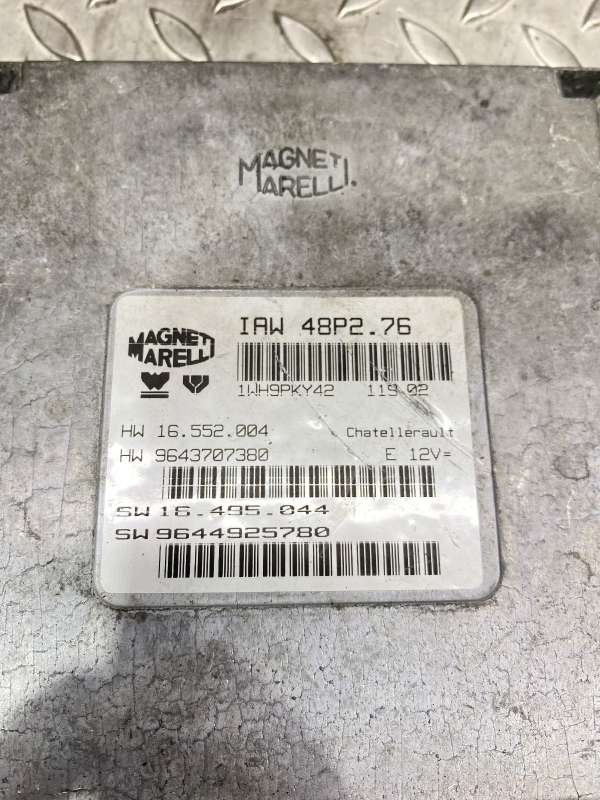 MAGNETI
MARELLI.
IAW 48P2.76
MAGNETI
MARELLI
1WH9PKY42 119 02
HW 16.552.004 Chatellerault
HW 9643707380 E 12V=
SW 16.495.044
SW 9644925780